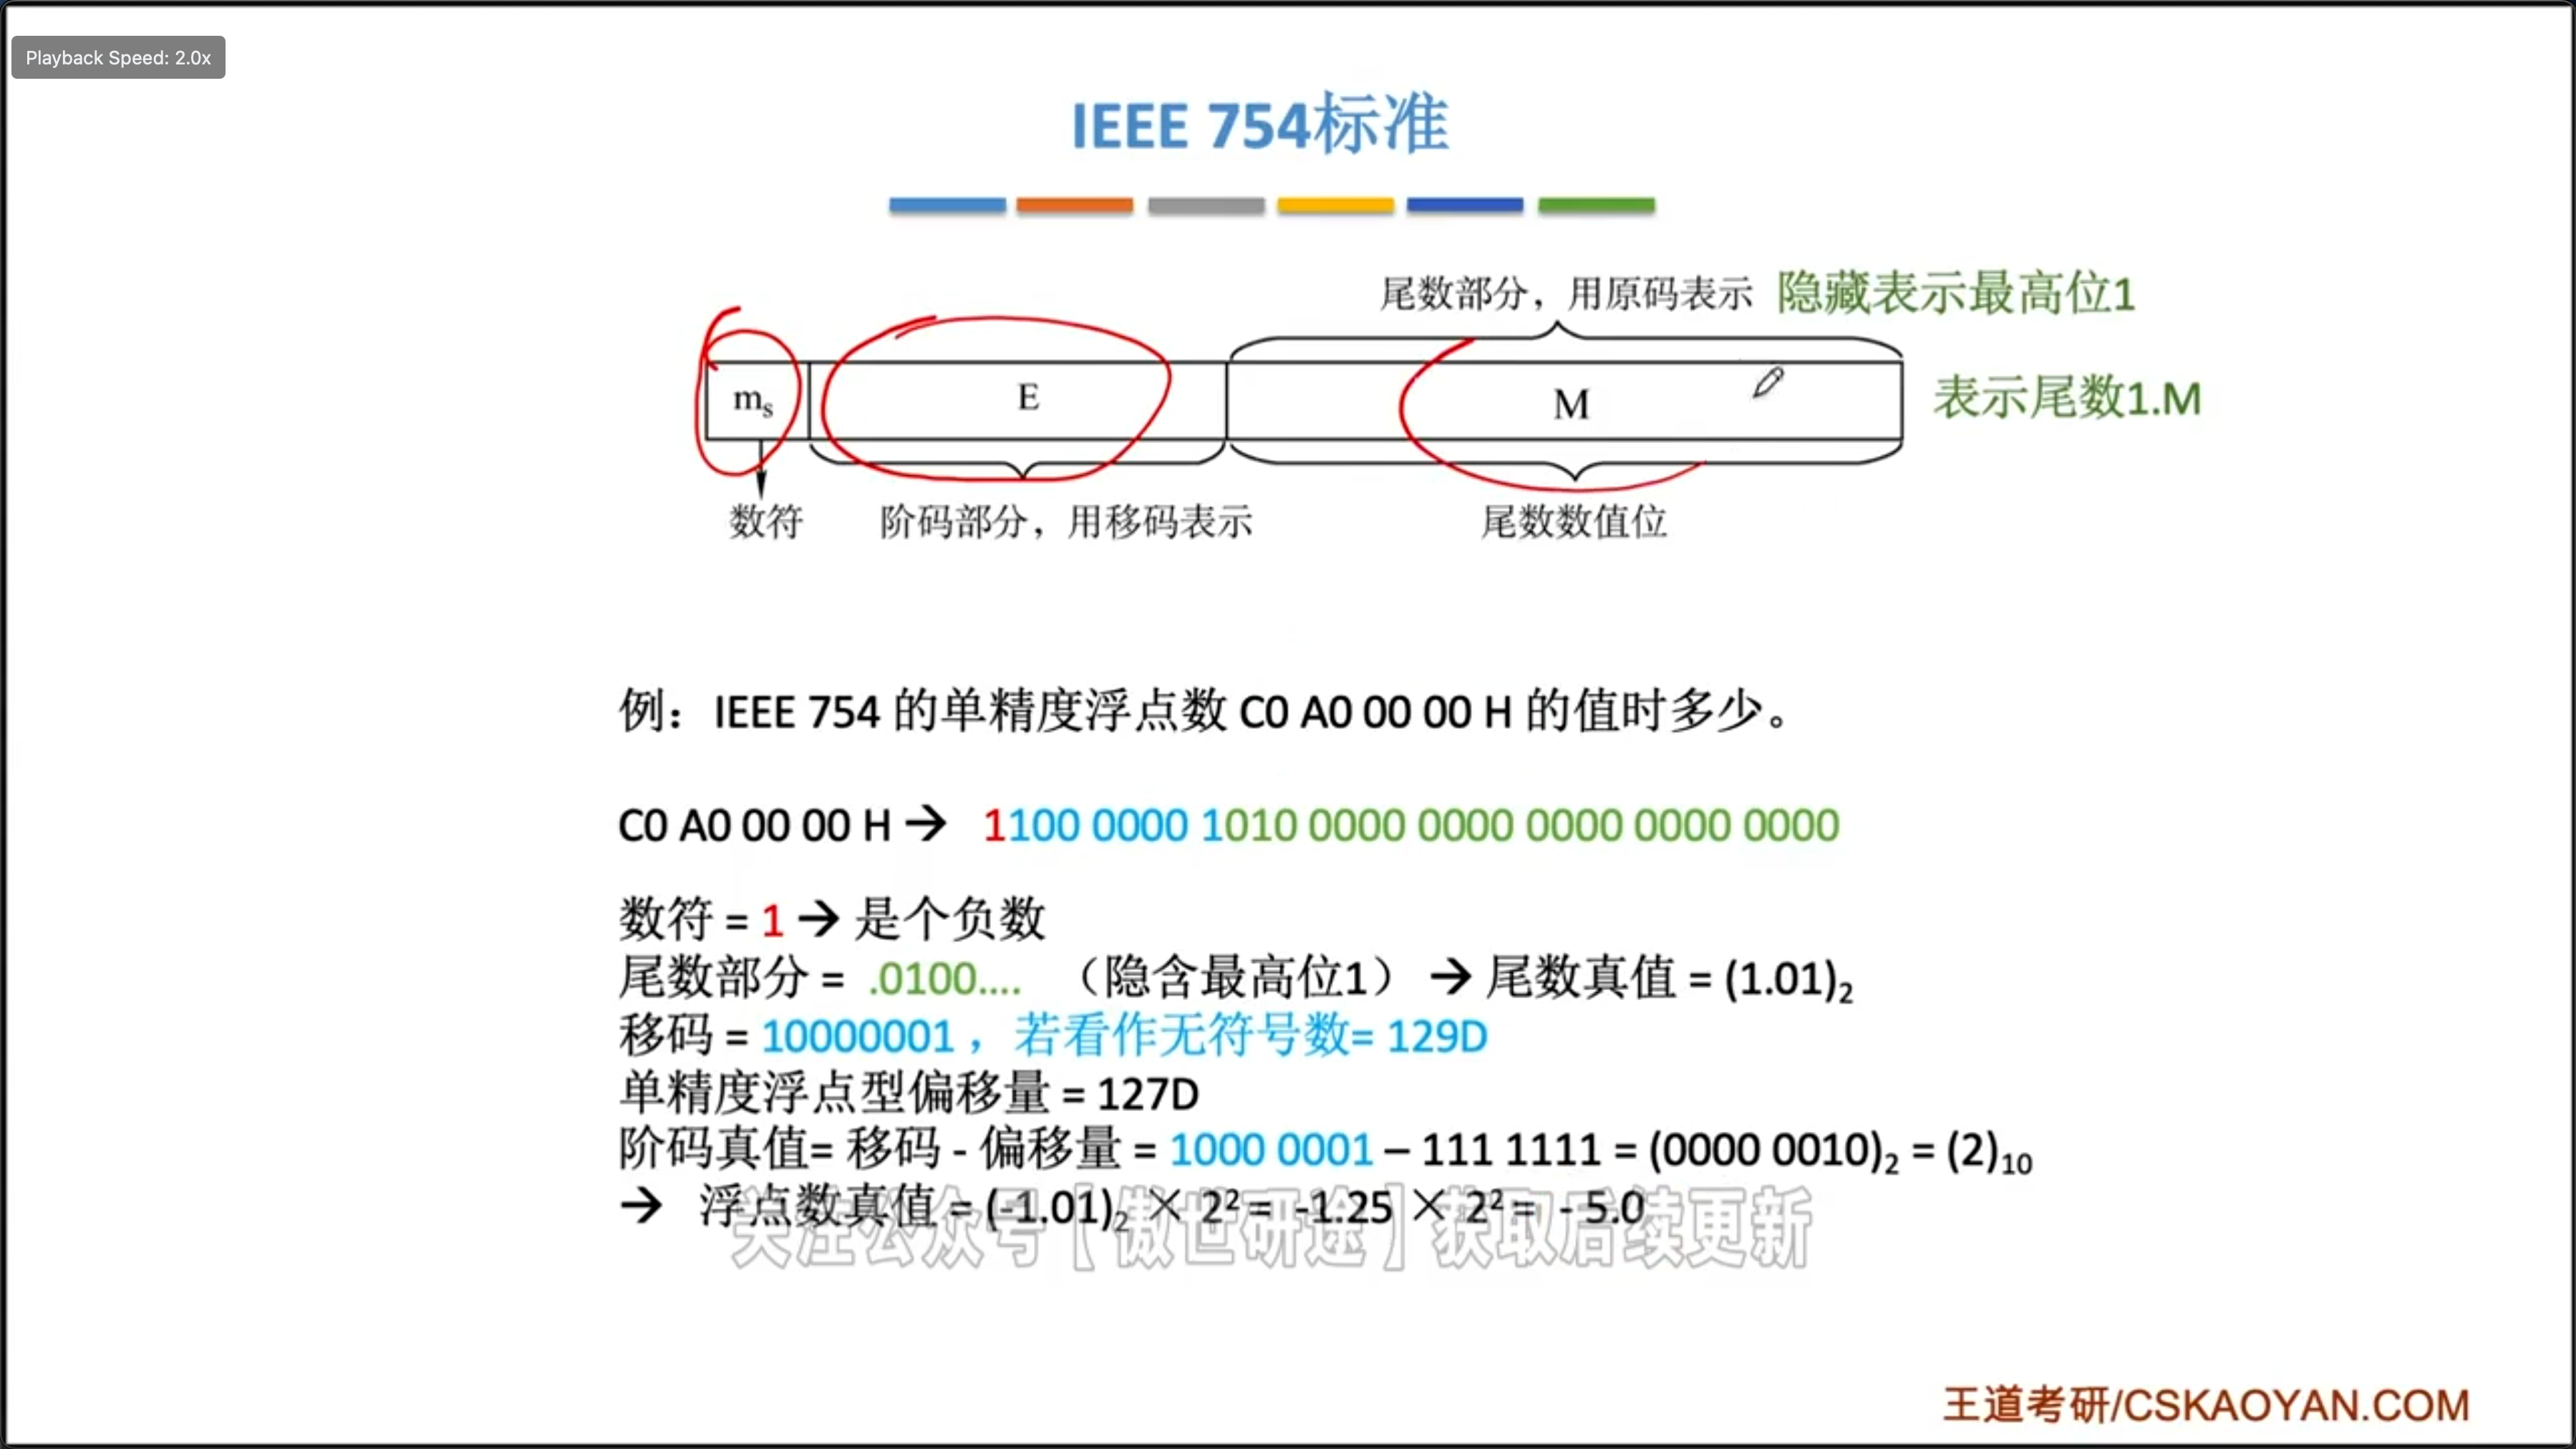 Playback Speed: 2.0x
IEEE 754标准
尾数部分，用原码表示 隐藏表示最高位1
mₛ E M 表示尾数1.M
数符 阶码部分，用移码表示 尾数数值位
例：IEEE 754 的单精度浮点数 C0 A0 00 00 H 的值时多少。
C0 A0 00 00 H → 1100 0000 1010 0000 0000 0000 0000 0000
数符 = 1 → 是个负数
尾数部分 = .0100.... （隐含最高位1） → 尾数真值 = (1.01)₂
移码 = 10000001，若看作无符号数= 129D
单精度浮点型偏移量 = 127D
阶码真值= 移码 - 偏移量 = 1000 0001 – 111 1111 = (0000 0010)₂ = (2)₁₀
→ 浮点数真值 = (-1.01)₂ × 2² = -1.25 × 2² = - 5.0
关注公众号【傲世研途】获取后续更新
王道考研/CSKAOYAN.COM